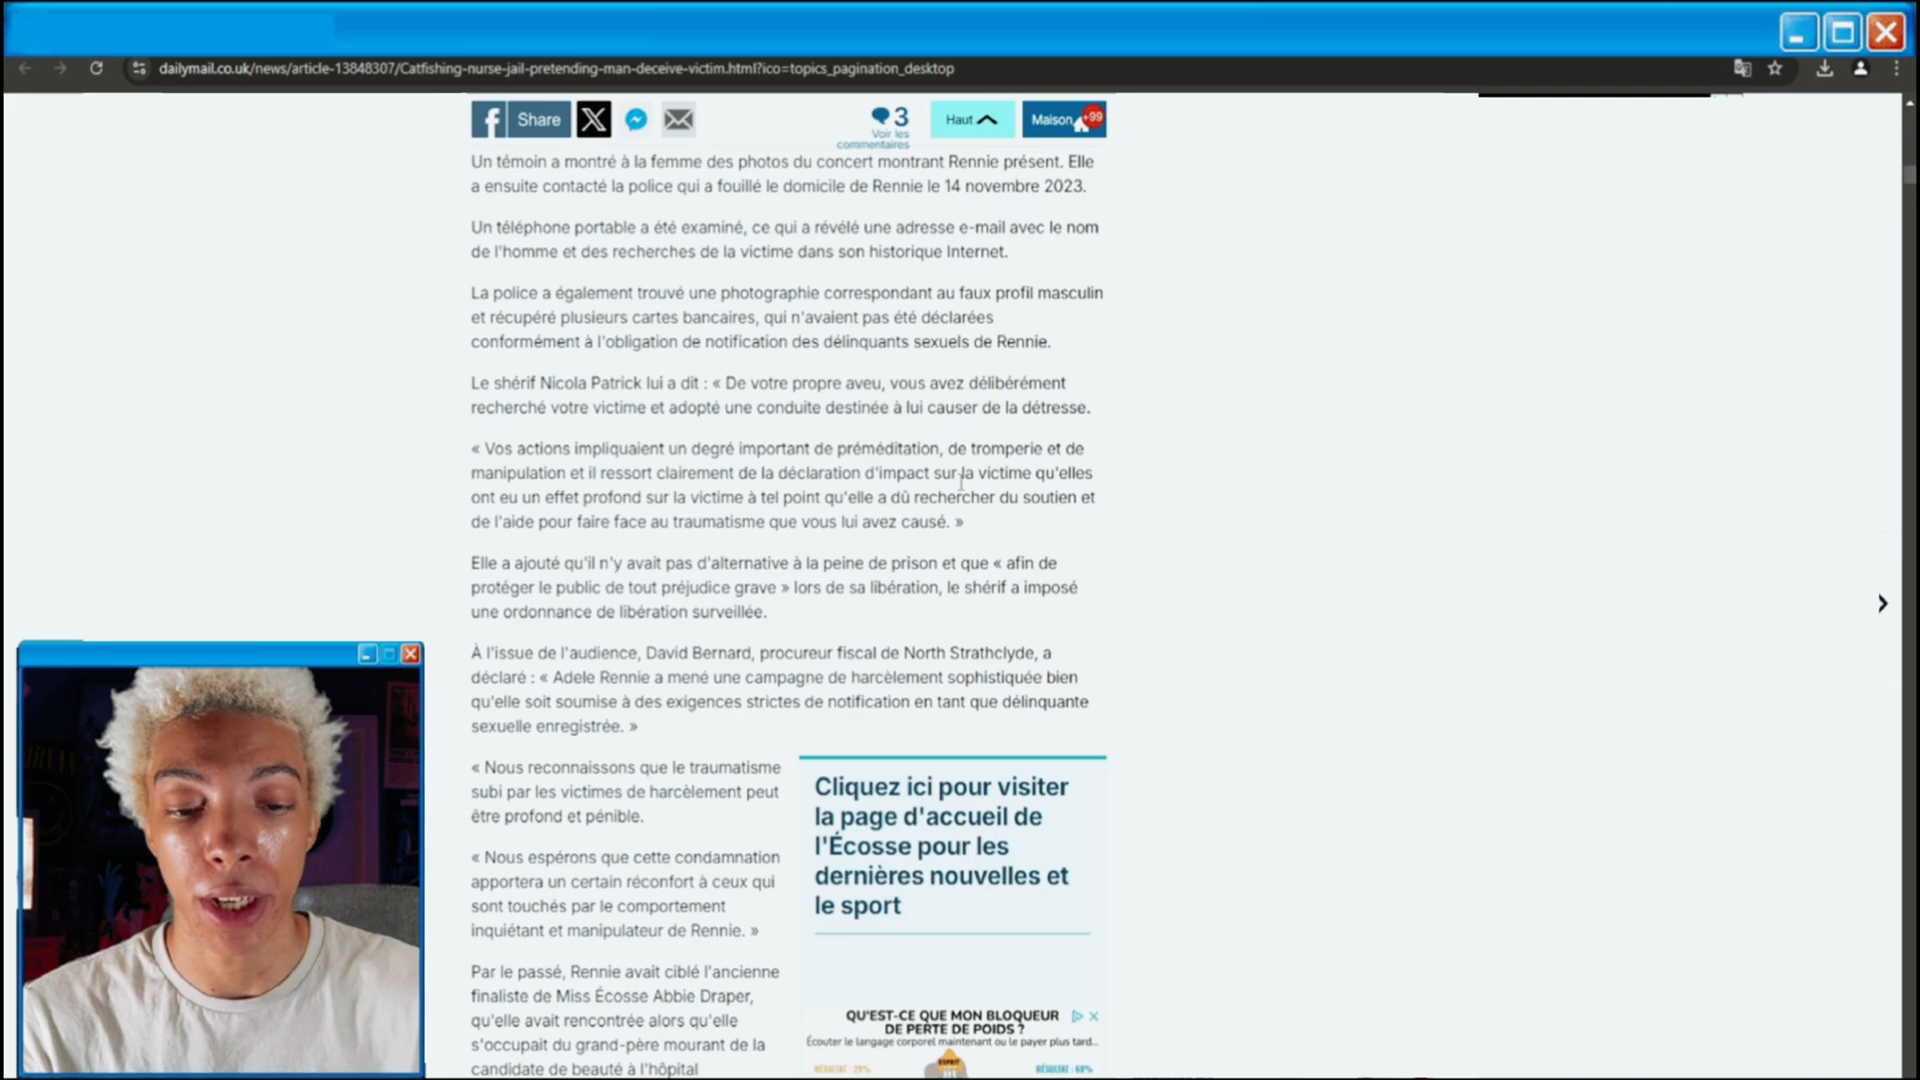 dailymail.co.uk/news/article-13848307/Catfishing-nurse-jail-pretending-man-deceive-victim.html?ico=topics_pagination_desktop
Share
3
Voir les
commentaires
Haut
Maison
+99
Un témoin a montré à la femme des photos du concert montrant Rennie présent. Elle
a ensuite contacté la police qui a fouillé le domicile de Rennie le 14 novembre 2023.
Un téléphone portable a été examiné, ce qui a révélé une adresse e-mail avec le nom
de l'homme et des recherches de la victime dans son historique Internet.
La police a également trouvé une photographie correspondant au faux profil masculin
et récupéré plusieurs cartes bancaires, qui n'avaient pas été déclarées
conformément à l'obligation de notification des délinquants sexuels de Rennie.
Le shérif Nicola Patrick lui a dit : « De votre propre aveu, vous avez délibérément
recherché votre victime et adopté une conduite destinée à lui causer de la détresse.
« Vos actions impliquaient un degré important de préméditation, de tromperie et de
manipulation et il ressort clairement de la déclaration d'impact sur la victime qu'elles
ont eu un effet profond sur la victime à tel point qu'elle a dû rechercher du soutien et
de l'aide pour faire face au traumatisme que vous lui avez causé. »
Elle a ajouté qu'il n'y avait pas d'alternative à la peine de prison et que « afin de
protéger le public de tout préjudice grave » lors de sa libération, le shérif a imposé
une ordonnance de libération surveillée.
À l'issue de l'audience, David Bernard, procureur fiscal de North Strathclyde, a
déclaré : « Adele Rennie a mené une campagne de harcèlement sophistiquée bien
qu'elle soit soumise à des exigences strictes de notification en tant que délinquante
sexuelle enregistrée. »
« Nous reconnaissons que le traumatisme
subi par les victimes de harcèlement peut
être profond et pénible.
« Nous espérons que cette condamnation
apportera un certain réconfort à ceux qui
sont touchés par le comportement
inquiétant et manipulateur de Rennie. »
Par le passé, Rennie avait ciblé l'ancienne
finaliste de Miss Écosse Abbie Draper,
qu'elle avait rencontrée alors qu'elle
s'occupait du grand-père mourant de la
candidate de beauté à l'hôpital
Cliquez ici pour visiter
la page d'accueil de
l'Écosse pour les
dernières nouvelles et
le sport
QU'EST-CE QUE MON BLOQUEUR
DE PERTE DE POIDS ?
Écouter le langage corporel maintenant ou le payer plus tard...
ESPRIT
RÉSULTAT : 29%
RÉSULTAT : 68%